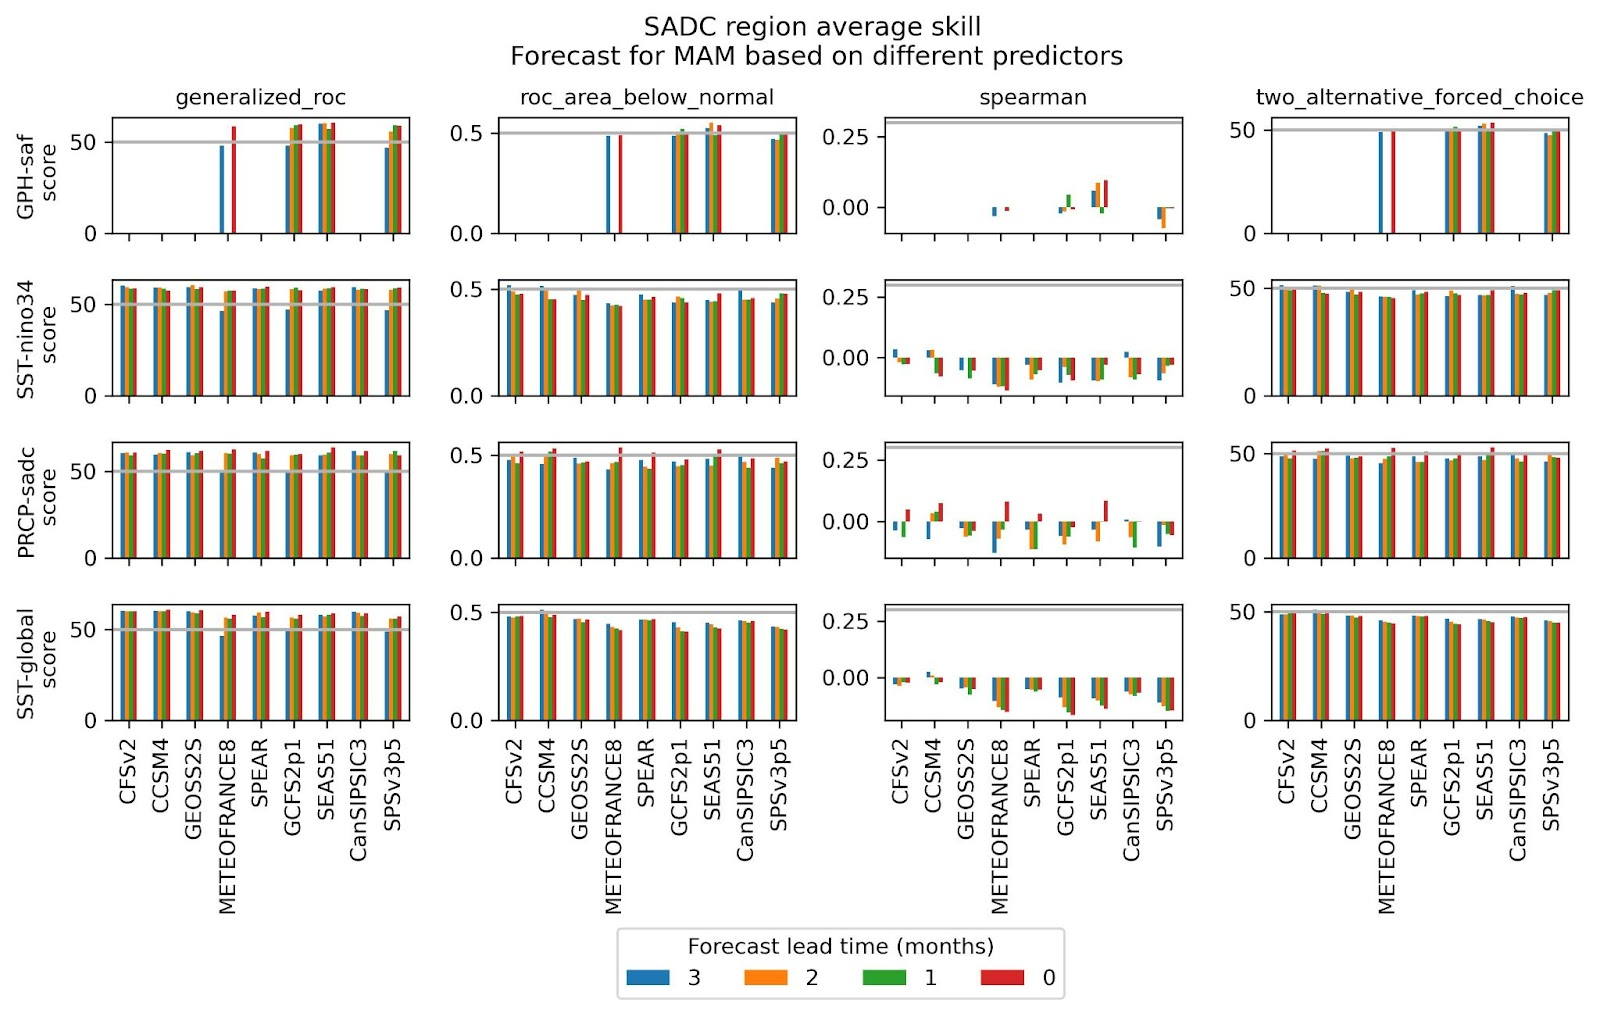 SADC region average skill
Forecast for MAM based on different predictors
generalized_roc
roc_area_below_normal
spearman
two_alternative_forced_choice
GPH-saf
score
50
0
0.5
0.0
0.25
0.00
50
0
SST-nino34
score
50
0
0.5
0.0
0.25
0.00
50
0
PRCP-sadc
score
50
0
0.5
0.0
0.25
0.00
50
0
SST-global
score
50
0
0.5
0.0
0.25
0.00
50
0
CFSv2
CCSM4
GEOSS2S
METEOFRANCE8
SPEAR
GCFS2p1
SEAS51
CanSIPSIC3
SPSv3p5
CFSv2
CCSM4
GEOSS2S
METEOFRANCE8
SPEAR
GCFS2p1
SEAS51
CanSIPSIC3
SPSv3p5
CFSv2
CCSM4
GEOSS2S
METEOFRANCE8
SPEAR
GCFS2p1
SEAS51
CanSIPSIC3
SPSv3p5
CFSv2
CCSM4
GEOSS2S
METEOFRANCE8
SPEAR
GCFS2p1
SEAS51
CanSIPSIC3
SPSv3p5
Forecast lead time (months)
3 2 1 0